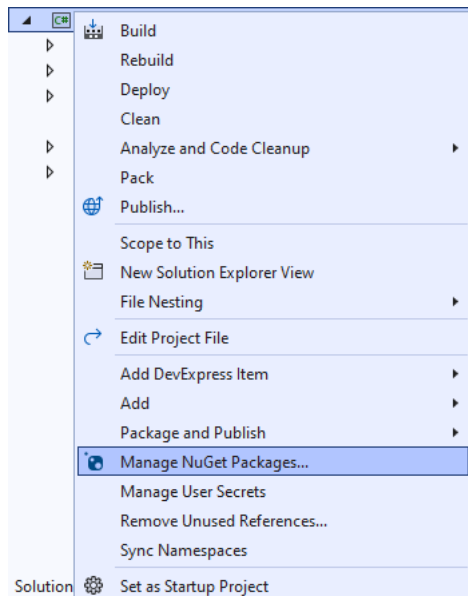 C#
Build
Rebuild
Deploy
Clean
Analyze and Code Cleanup
Pack
Publish...
Scope to This
New Solution Explorer View
File Nesting
Edit Project File
Add DevExpress Item
Add
Package and Publish
Manage NuGet Packages...
Manage User Secrets
Remove Unused References...
Sync Namespaces
Solution Set as Startup Project